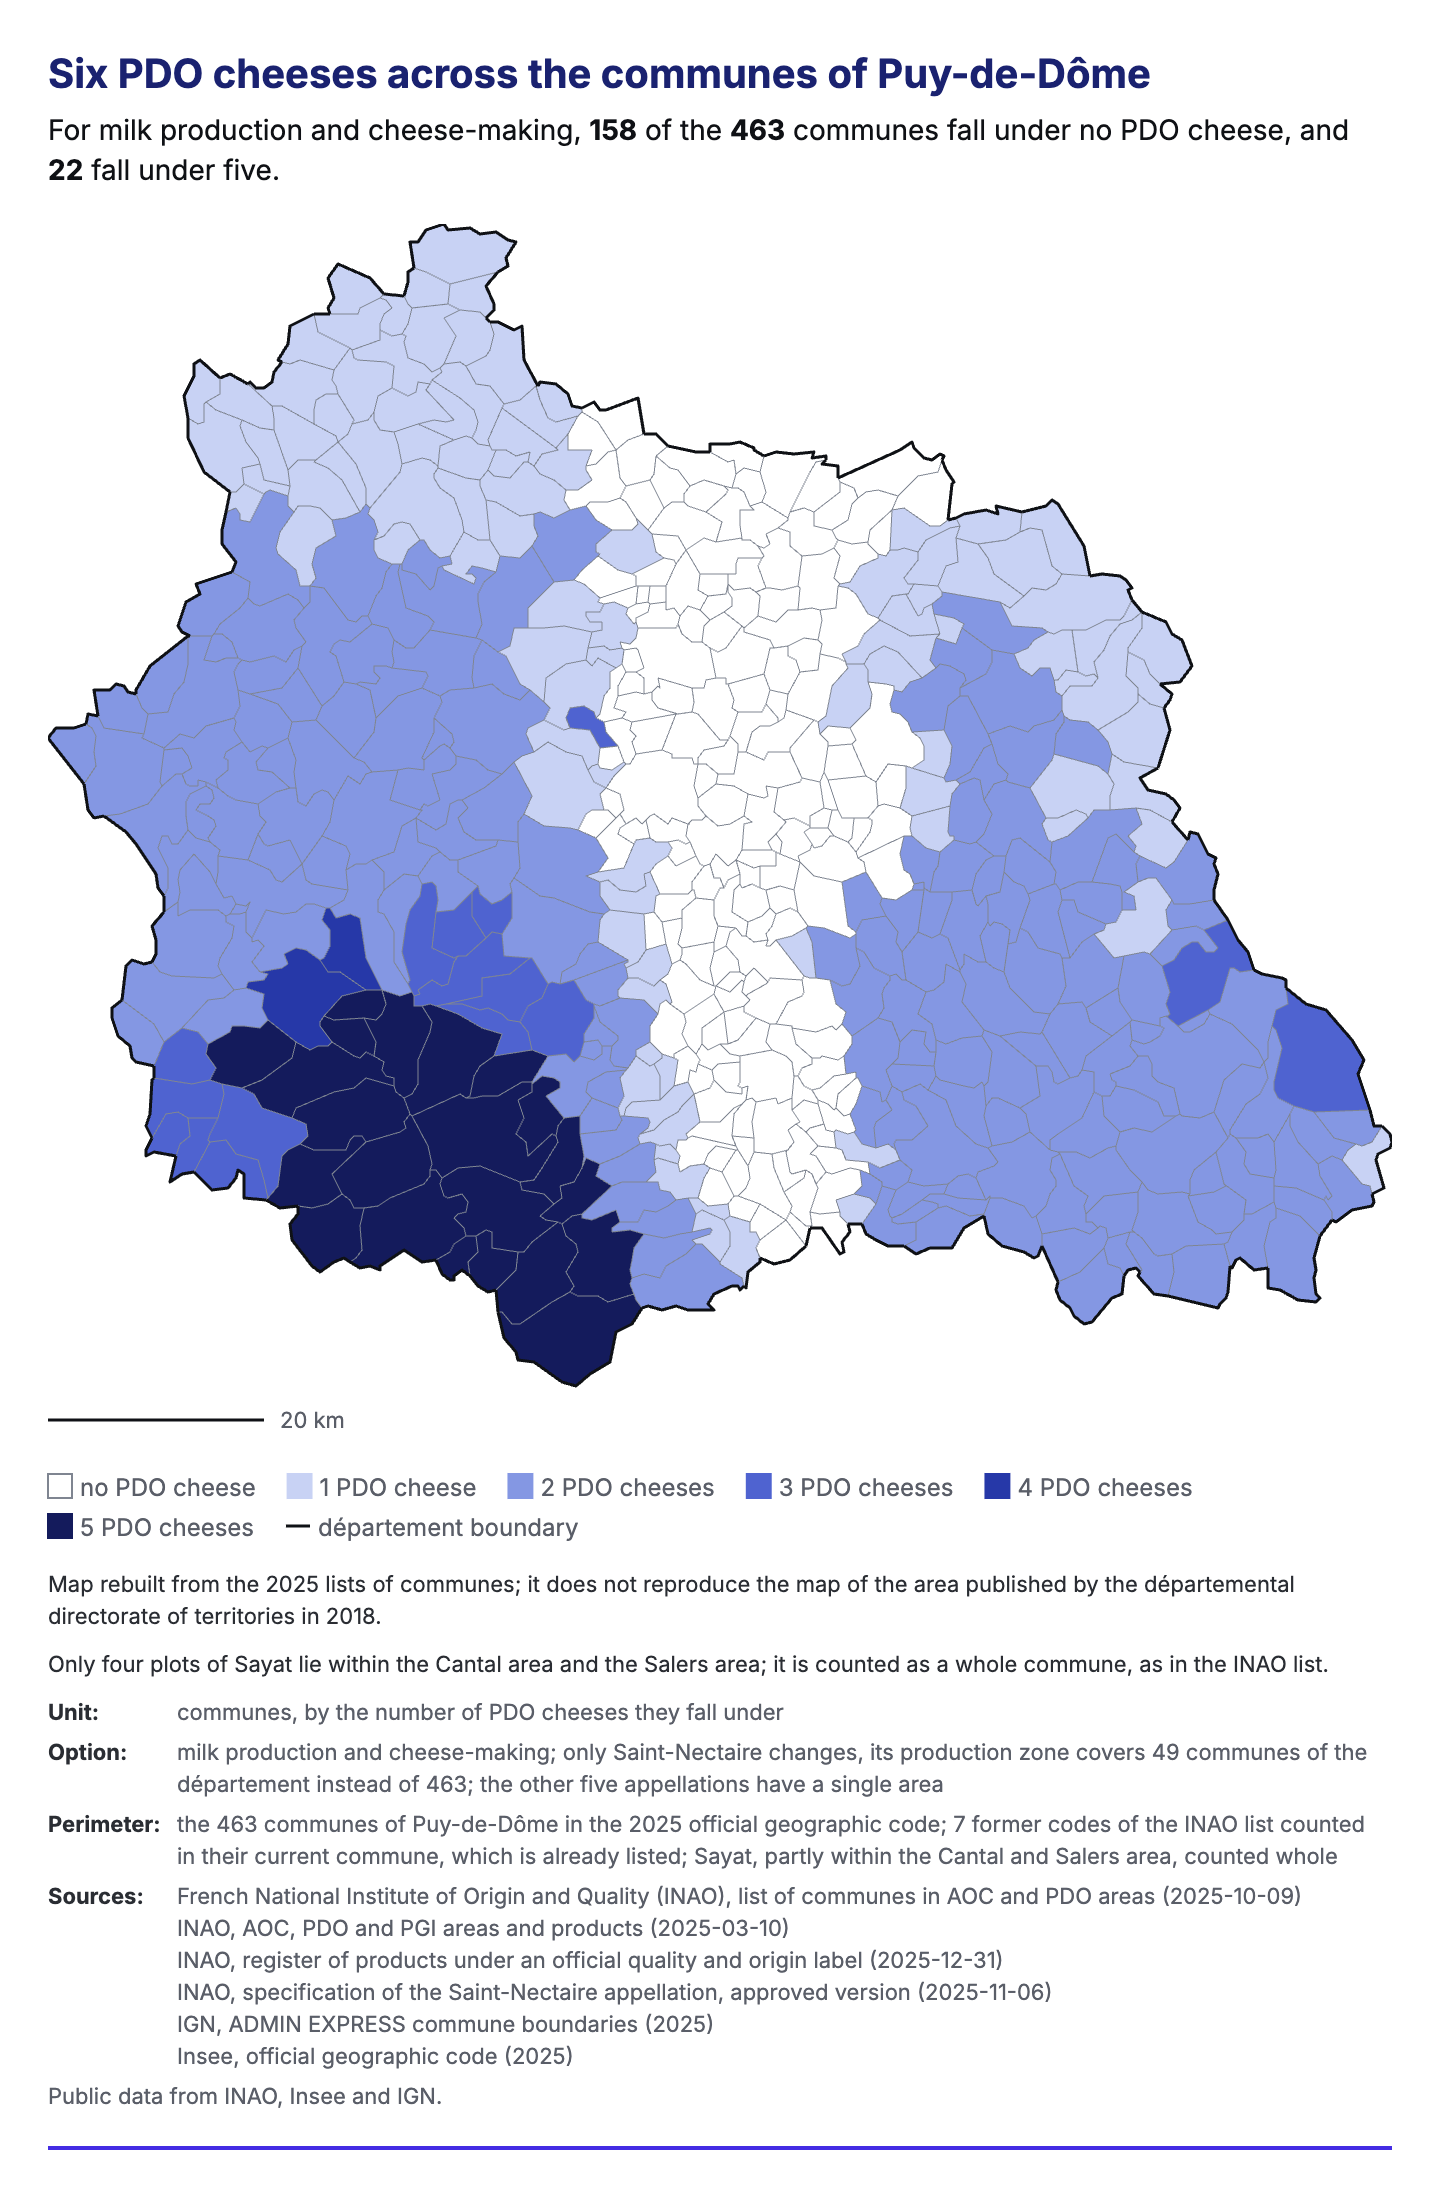 Six PDO cheeses across the communes of Puy-de-Dôme
For milk production and cheese-making, 158 of the 463 communes fall under no PDO cheese, and
22 fall under five.
20 km
no PDO cheese
1 PDO cheese
2 PDO cheeses
3 PDO cheeses
4 PDO cheeses
5 PDO cheeses
département boundary
Map rebuilt from the 2025 lists of communes; it does not reproduce the map of the area published by the départemental
directorate of territories in 2018.
Only four plots of Sayat lie within the Cantal area and the Salers area; it is counted as a whole commune, as in the INAO list.
Unit: communes, by the number of PDO cheeses they fall under
Option: milk production and cheese-making; only Saint-Nectaire changes, its production zone covers 49 communes of the
département instead of 463; the other five appellations have a single area
Perimeter: the 463 communes of Puy-de-Dôme in the 2025 official geographic code; 7 former codes of the INAO list counted
in their current commune, which is already listed; Sayat, partly within the Cantal and Salers area, counted whole
Sources: French National Institute of Origin and Quality (INAO), list of communes in AOC and PDO areas (2025-10-09)
INAO, AOC, PDO and PGI areas and products (2025-03-10)
INAO, register of products under an official quality and origin label (2025-12-31)
INAO, specification of the Saint-Nectaire appellation, approved version (2025-11-06)
IGN, ADMIN EXPRESS commune boundaries (2025)
Insee, official geographic code (2025)
Public data from INAO, Insee and IGN.